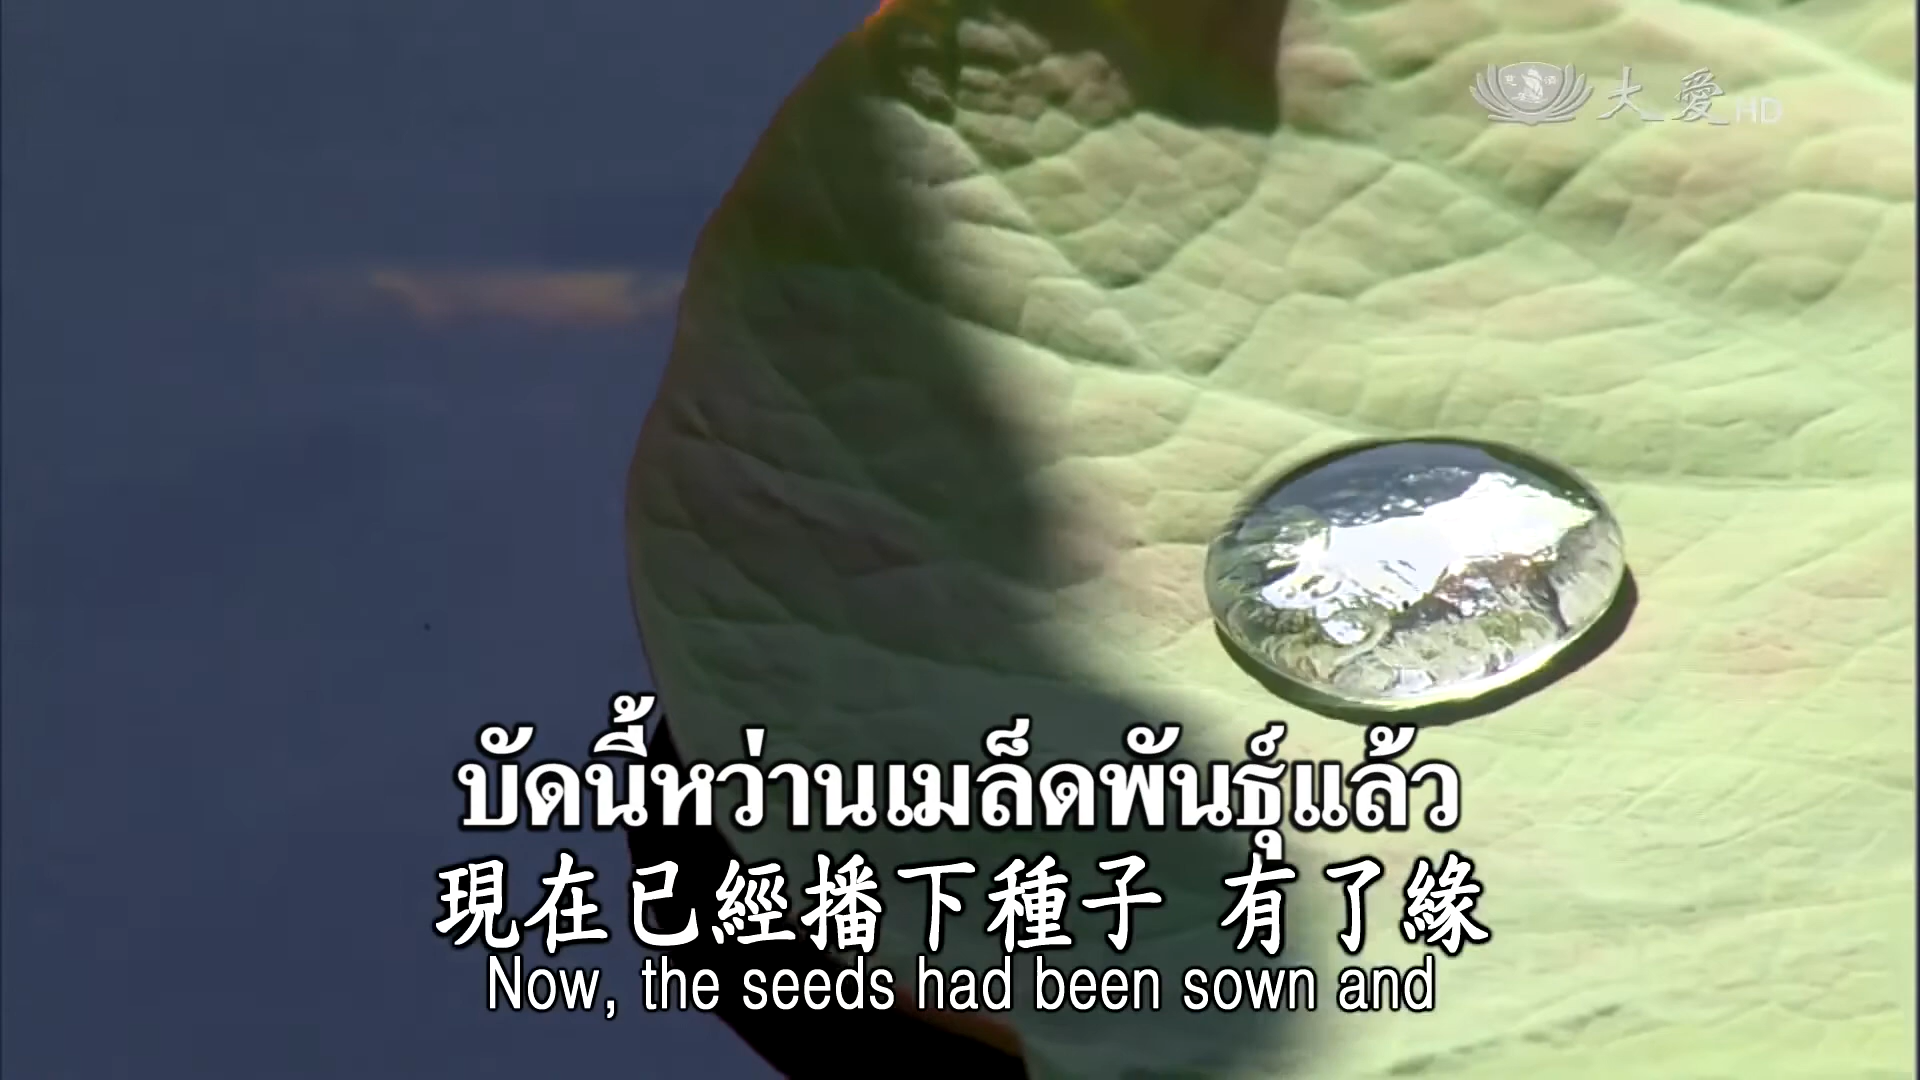 大愛HD
บัดนี้หว่านเมล็ดพันธุ์แล้ว
現在已經播下種子 有了緣
Now, the seeds had been sown and